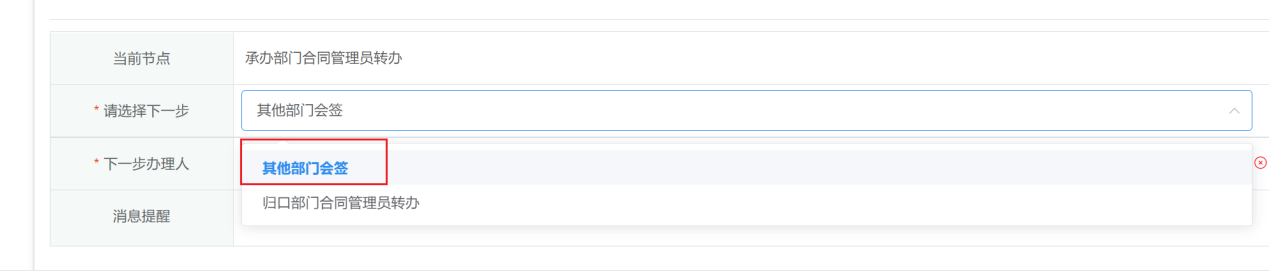 当前节点 承办部门合同管理员转办
* 请选择下一步 其他部门会签
* 下一步办理人 其他部门会签
归口部门合同管理员转办
消息提醒